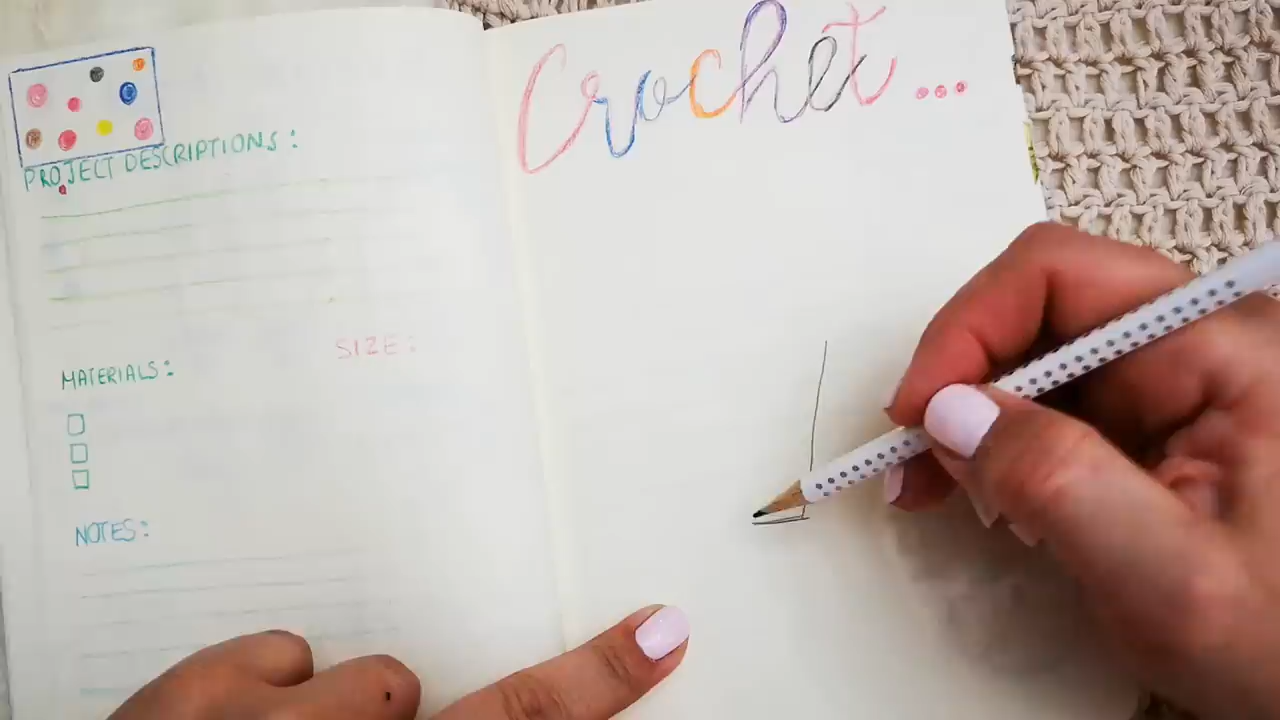 PROJECT DESCRIPTIONS:
MATERIALS:
SIZE:
NOTES:
Crochet...